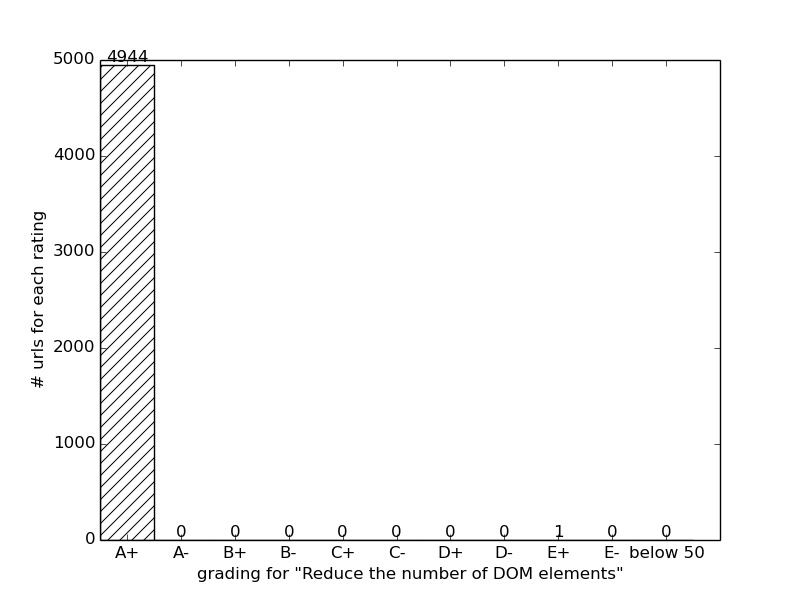 4944
5000
4000
3000
2000
1000
0
# urls for each rating
0 0 0 0 0 0 0 1 0 0
A+ A- B+ B- C+ C- D+ D- E+ E- below 50
grading for "Reduce the number of DOM elements"